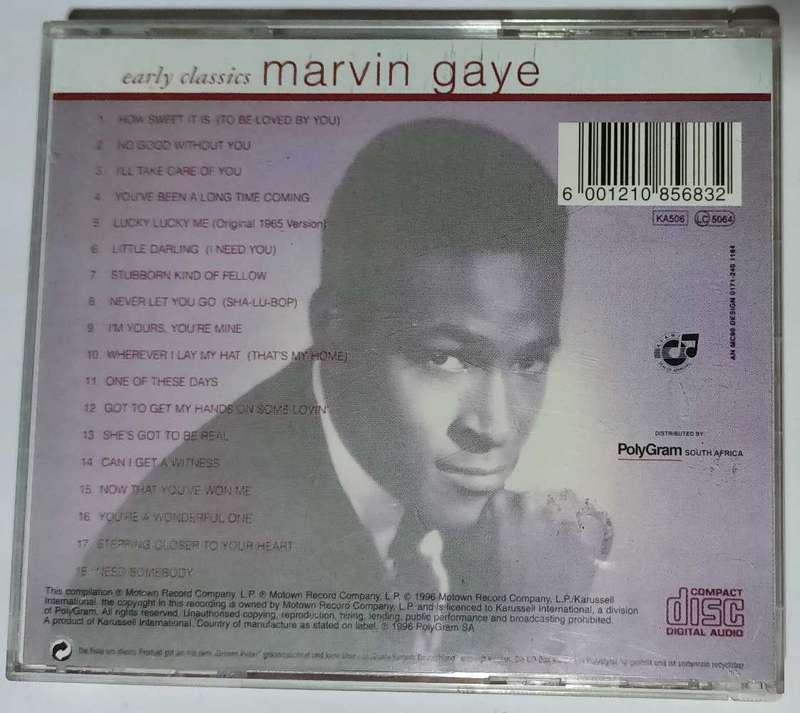 early classics marvin gaye
1. HOW SWEET IT IS (TO BE LOVED BY YOU)
2. NO GOOD WITHOUT YOU
3. I'LL TAKE CARE OF YOU
4. YOU'VE BEEN A LONG TIME COMING
5. LUCKY LUCKY ME (Original 1965 Version)
6. LITTLE DARLING (I NEED YOU)
7 STUBBORN KIND OF FELLOW
8 NEVER LET YOU GO (SHA-LU-BOP)
9. I'M YOURS, YOU'RE MINE
10. WHEREVER I LAY MY HAT (THAT'S MY HOME)
11 ONE OF THESE DAYS
12 GOT TO GET MY HANDS ON SOME LOVIN'
13 SHE'S GOT TO BE REAL
14 CAN I GET A WITNESS
15. NOW THAT YOU'VE WON ME
16. YOU'RE A WONDERFUL ONE
17 STEPPING CLOSER TO YOUR HEART
18 NEED SOMEBODY
6 001210 856832
KA506 LC 5064
AN MC90 DESIGN 0171-240 1164
DISTRIBUTED BY:
PolyGram SOUTH AFRICA
This compilation ℗ Motown Record Company, L.P. ℗ Motown Record Company, L.P. © 1996 Motown Record Company, L.P./Karussell
International. the copyright in this recording is owned by Motown Record Company, L.P. and is licenced to Karussell International, a division
of PolyGram. All rights reserved. Unauthorised copying, reproduction, hiring, lending, public performance and broadcasting prohibited.
A product of Karussell International. Country of manufacture as stated on label. ℗ 1996 PolyGram SA
COMPACT
disc
DIGITAL AUDIO